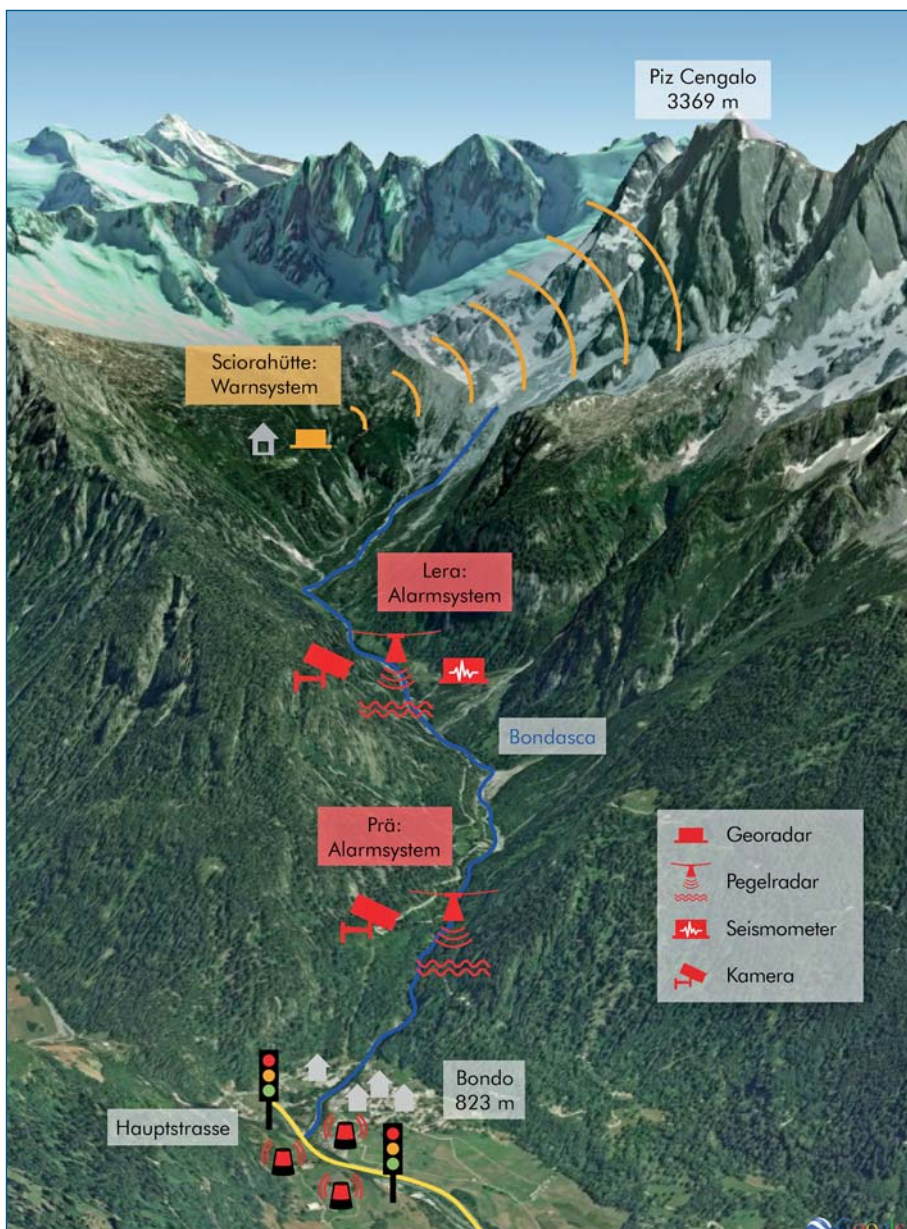 Piz Cengalo
3369 m
Sciorahütte:
Warnsystem
Lera:
Alarmsystem
Bondasca
Prä:
Alarmsystem
Georadar
Pegelradar
Seismometer
Kamera
Bondo
823 m
Hauptstrasse